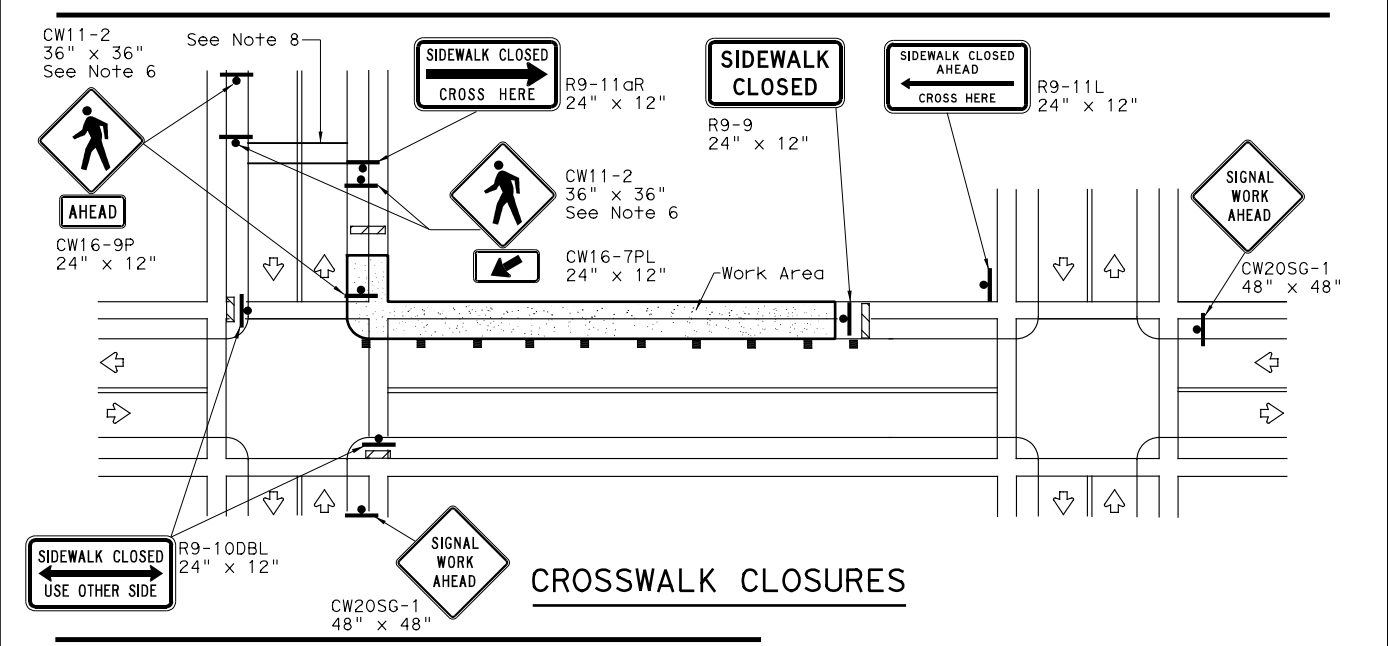 CW11-2
36" x 36"
See Note 6
See Note 8
SIDEWALK CLOSED
CROSS HERE
R9-11aR
24" x 12"
SIDEWALK
CLOSED
R9-9
24" x 12"
SIDEWALK CLOSED
AHEAD
CROSS HERE
R9-11L
24" x 12"
AHEAD
CW16-9P
24" x 12"
CW11-2
36" x 36"
See Note 6
CW16-7PL
24" x 12"
Work Area
SIGNAL
WORK
AHEAD
CW20SG-1
48" x 48"
SIDEWALK CLOSED
USE OTHER SIDE
R9-10DBL
24" x 12"
SIGNAL
WORK
AHEAD
CW20SG-1
48" x 48"
CROSSWALK CLOSURES